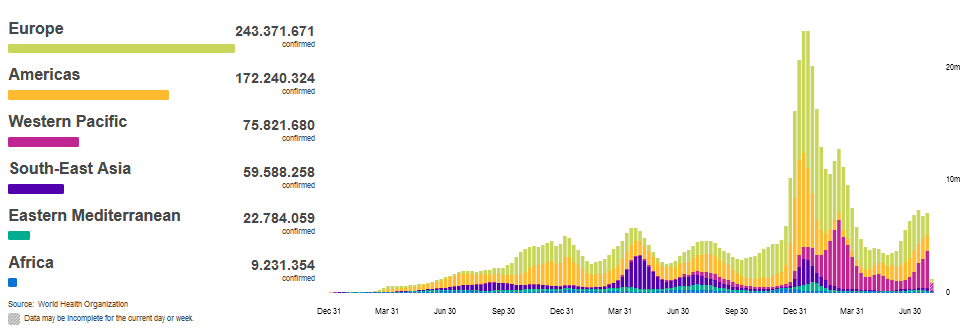 Europe 243.371.671
confirmed
Americas 172.240.324
confirmed
Western Pacific 75.821.680
confirmed
South-East Asia 59.588.258
confirmed
Eastern Mediterranean 22.784.059
confirmed
Africa 9.231.354
confirmed
Source: World Health Organization
Data may be incomplete for the current day or week.
20m
10m
0
Dec 31 Mar 31 Jun 30 Sep 30 Dec 31 Mar 31 Jun 30 Sep 30 Dec 31 Mar 31 Jun 30